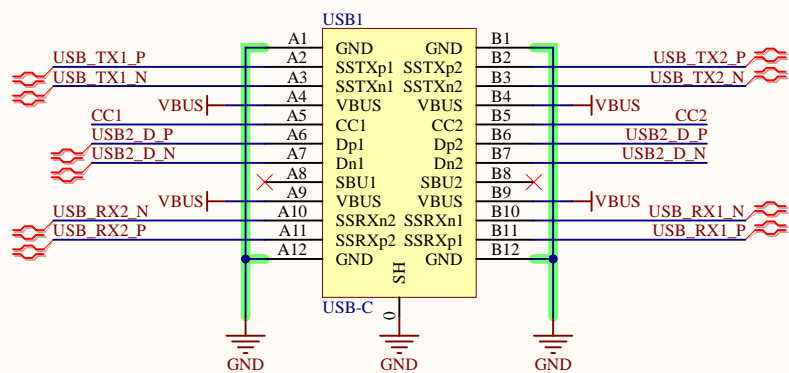 USB1
A1 GND GND B1
USB_TX1_P A2 SSTXp1 SSTXp2 B2 USB_TX2_P
USB_TX1_N A3 SSTXn1 SSTXn2 B3 USB_TX2_N
VBUS A4 VBUS VBUS B4 VBUS
CC1 A5 CC1 CC2 B5 CC2
USB2_D_P A6 Dp1 Dp2 B6 USB2_D_P
USB2_D_N A7 Dn1 Dn2 B7 USB2_D_N
A8 SBU1 SBU2 B8
VBUS A9 VBUS VBUS B9 VBUS
USB_RX2_N A10 SSRXn2 SSRXn1 B10 USB_RX1_N
USB_RX2_P A11 SSRXp2 SSRXp1 B11 USB_RX1_P
A12 GND GND B12
SH
USB-C
0
GND GND GND